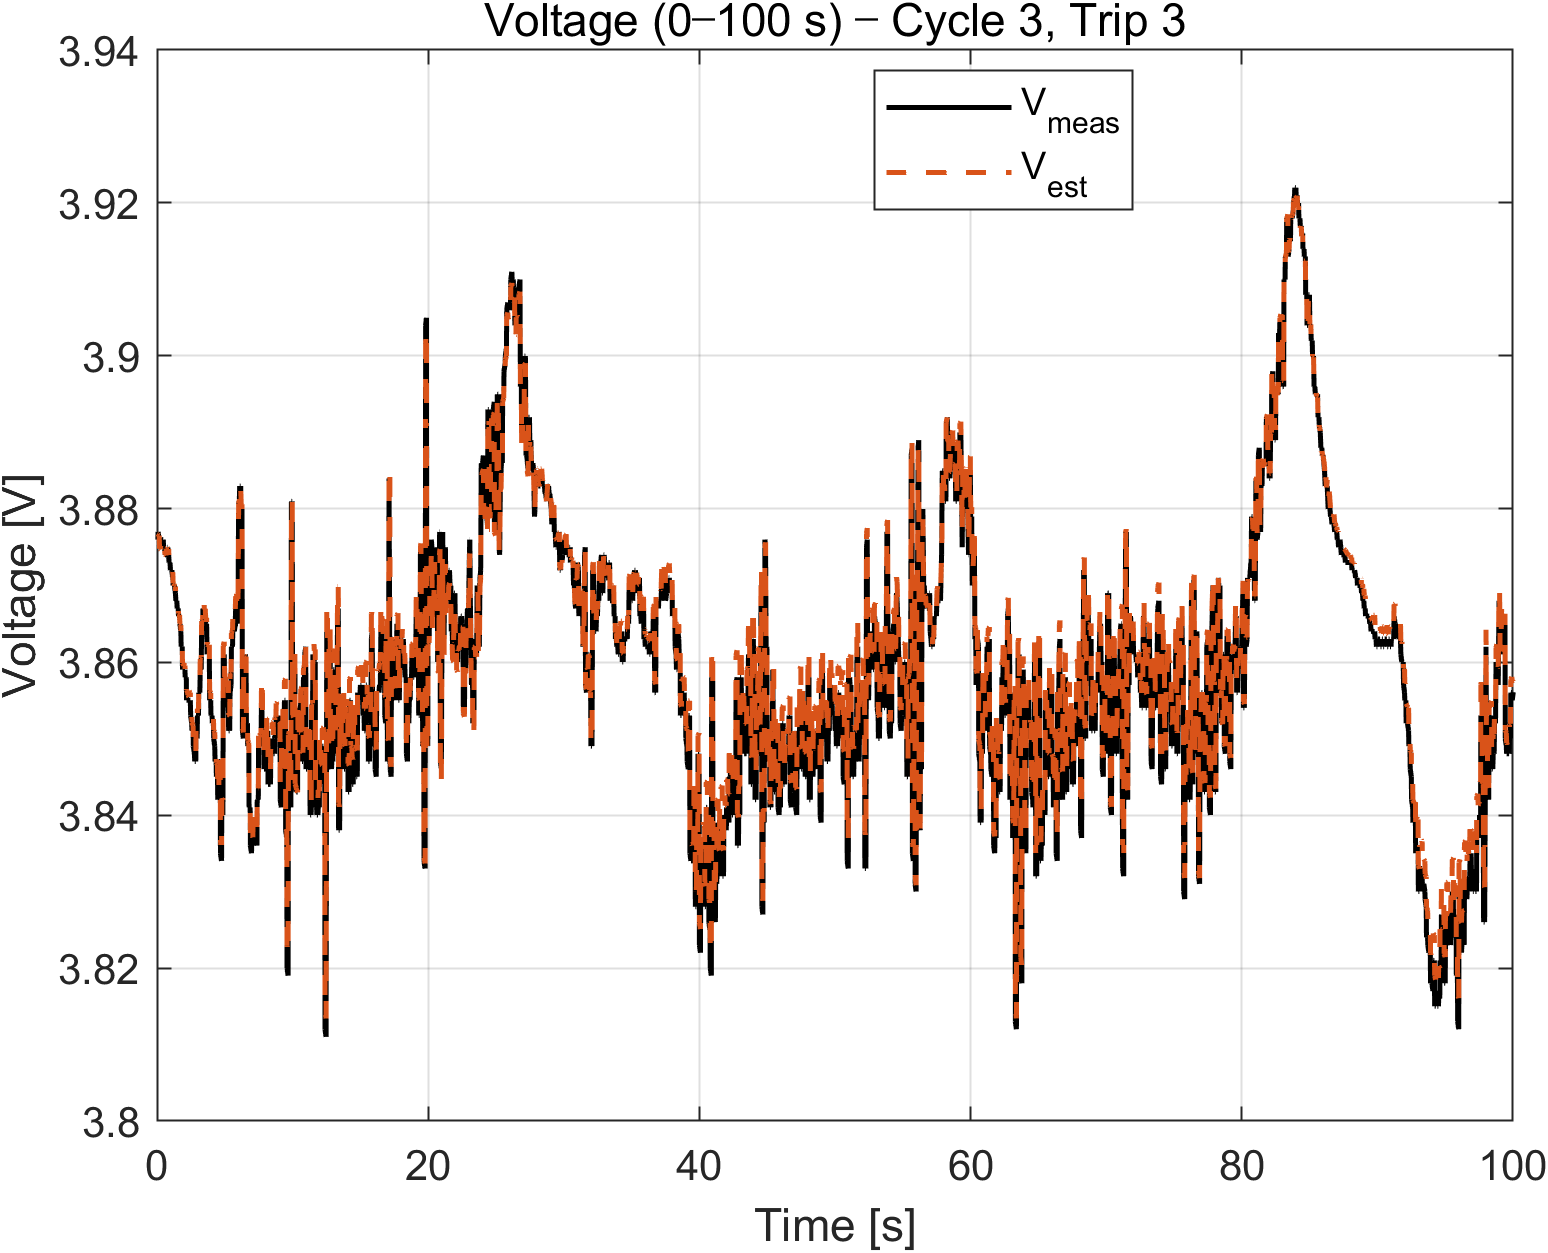 Voltage (0–100 s) – Cycle 3, Trip 3
3.94
3.92
3.9
3.88
3.86
3.84
3.82
3.8
Voltage [V]
V_meas
V_est
0
20
40
60
80
100
Time [s]